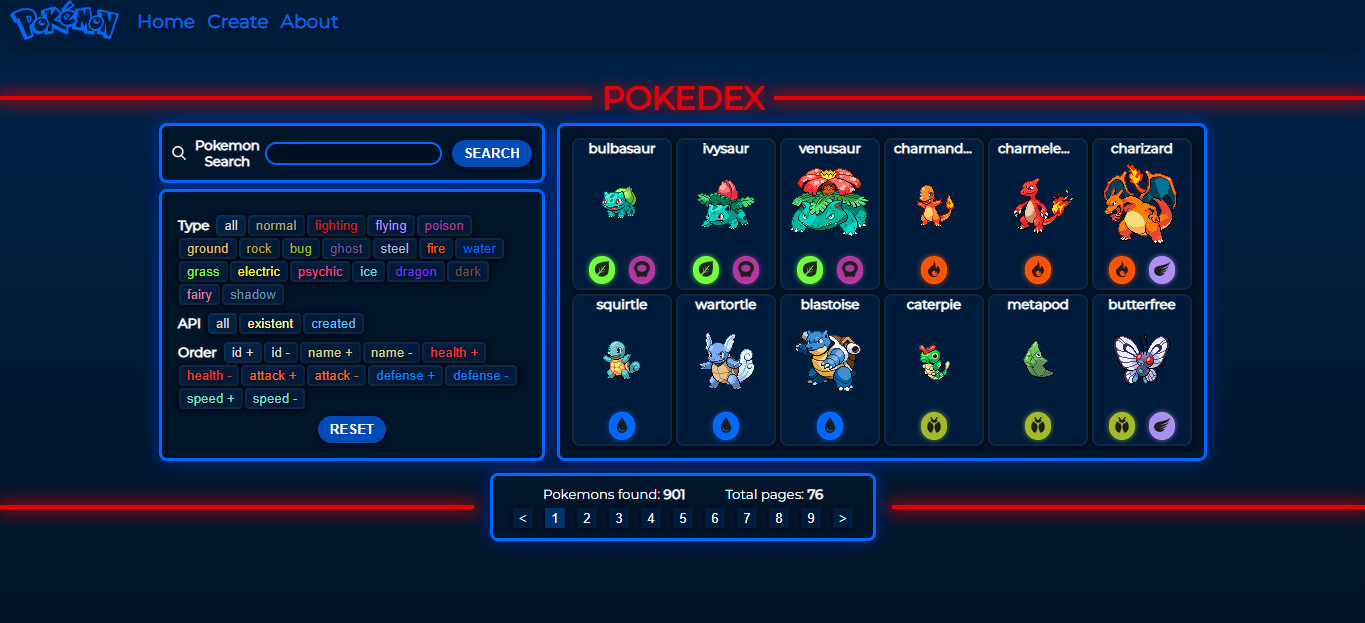 POKéMON Home Create About
POKEDEX
Pokemon
Search
SEARCH
Type all normal fighting flying poison
ground rock bug ghost steel fire water
grass electric psychic ice dragon dark
fairy shadow
API all existent created
Order id + id - name + name - health +
health - attack + attack - defense + defense -
speed + speed -
RESET
bulbasaur ivysaur venusaur charmand... charmele... charizard
squirtle wartortle blastoise caterpie metapod butterfree
Pokemons found: 901 Total pages: 76
< 1 2 3 4 5 6 7 8 9 >